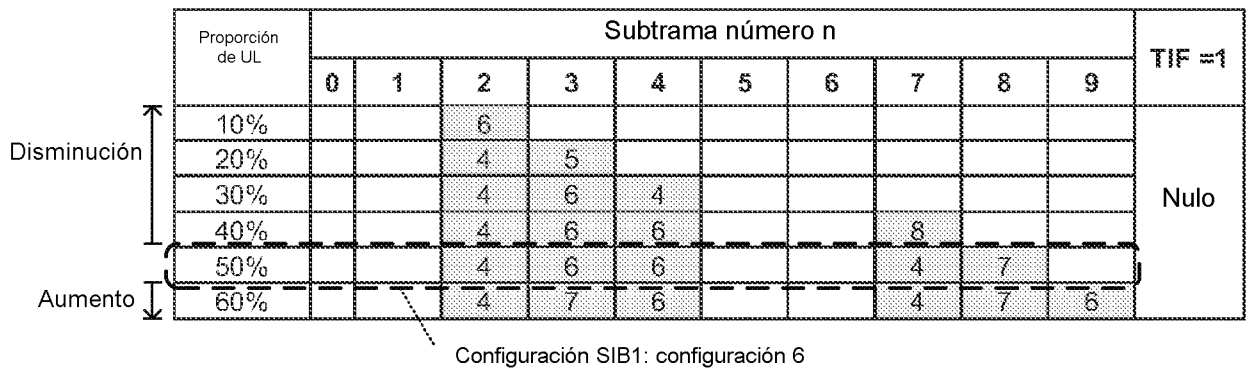 Proporción
de UL
Subtrama número n
TIF =1
0 1 2 3 4 5 6 7 8 9
Disminución
10% 6
20% 4 5
30% 4 6 4
40% 4 6 6 8
50% 4 6 6 4 7
Aumento
60% 4 7 6 4 7 6
Nulo
Configuración SIB1: configuración 6